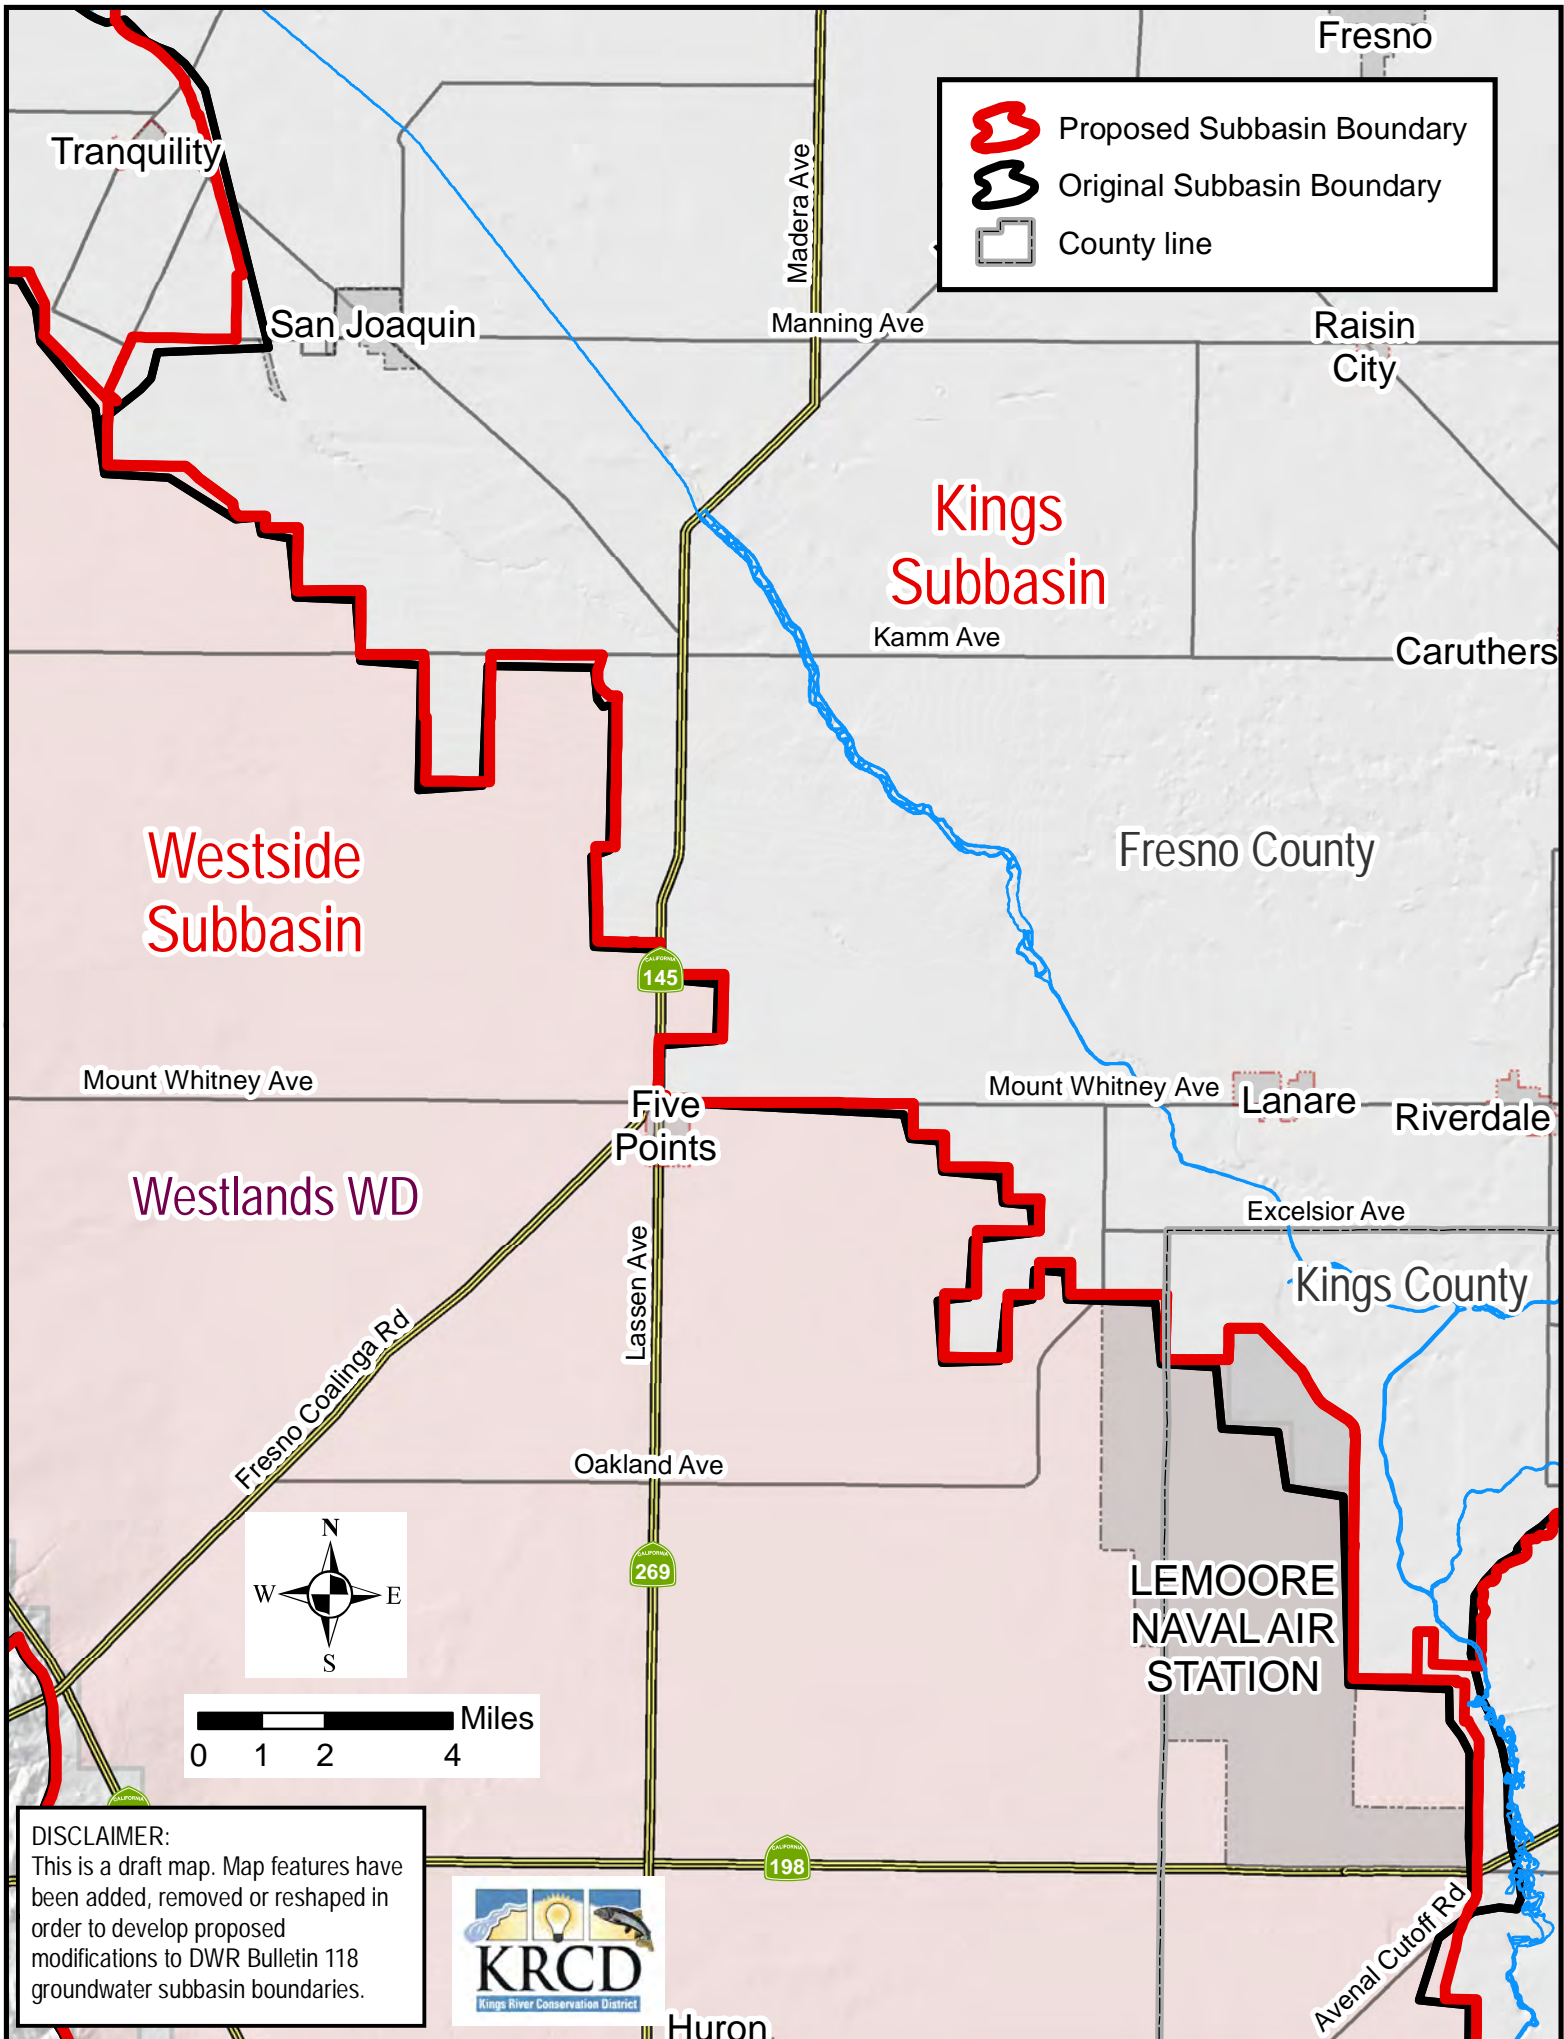 Fresno
Proposed Subbasin Boundary
Original Subbasin Boundary
County line
Tranquility
Madera Ave
San Joaquin
Manning Ave
Raisin
City
Kings
Subbasin
Kamm Ave
Caruthers
Westside
Subbasin
Fresno County
CALIFORNIA
145
Mount Whitney Ave
Mount Whitney Ave
Five
Points
Lanare
Riverdale
Westlands WD
Excelsior Ave
Lassen Ave
Kings County
Fresno Coalinga Rd
Oakland Ave
N
W
E
S
CALIFORNIA
269
LEMOORE
NAVAL AIR
STATION
Miles
0 1 2 4
CALIFORNIA
DISCLAIMER:
This is a draft map. Map features have
been added, removed or reshaped in
order to develop proposed
modifications to DWR Bulletin 118
groundwater subbasin boundaries.
CALIFORNIA
198
KRCD
Kings River Conservation District
Avenal Cutoff Rd
Huron